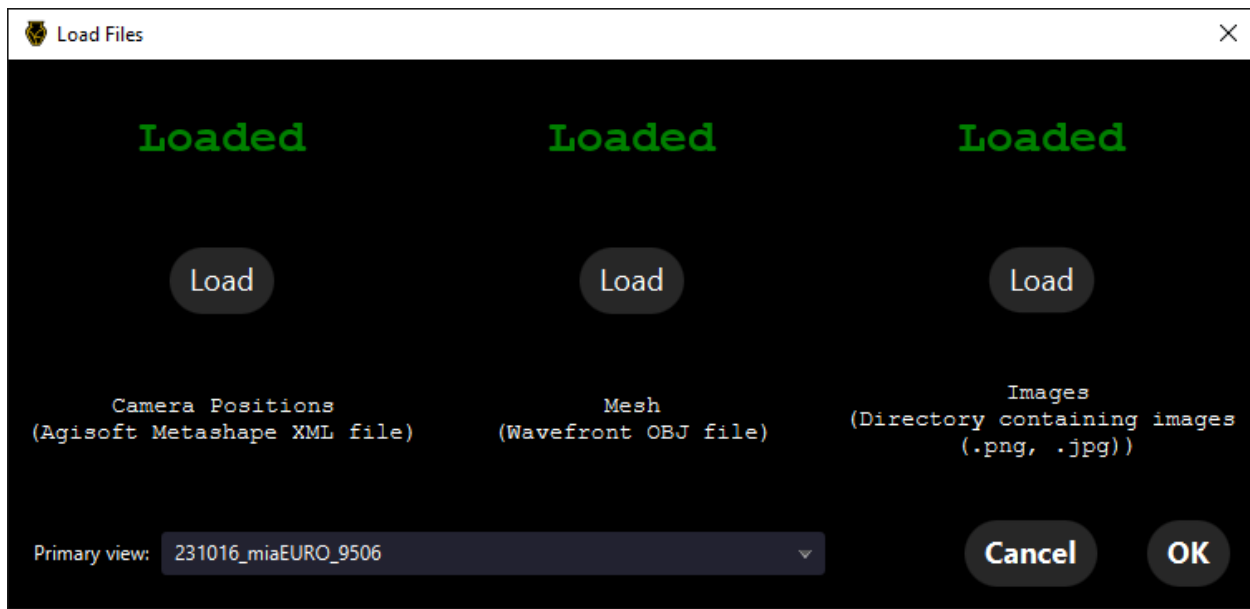 Load Files
Loaded
Loaded
Loaded
Load
Load
Load
Camera Positions
(Agisoft Metashape XML file)
Mesh
(Wavefront OBJ file)
Images
(Directory containing images
(.png, .jpg))
Primary view:
231016_miaEURO_9506
Cancel
OK